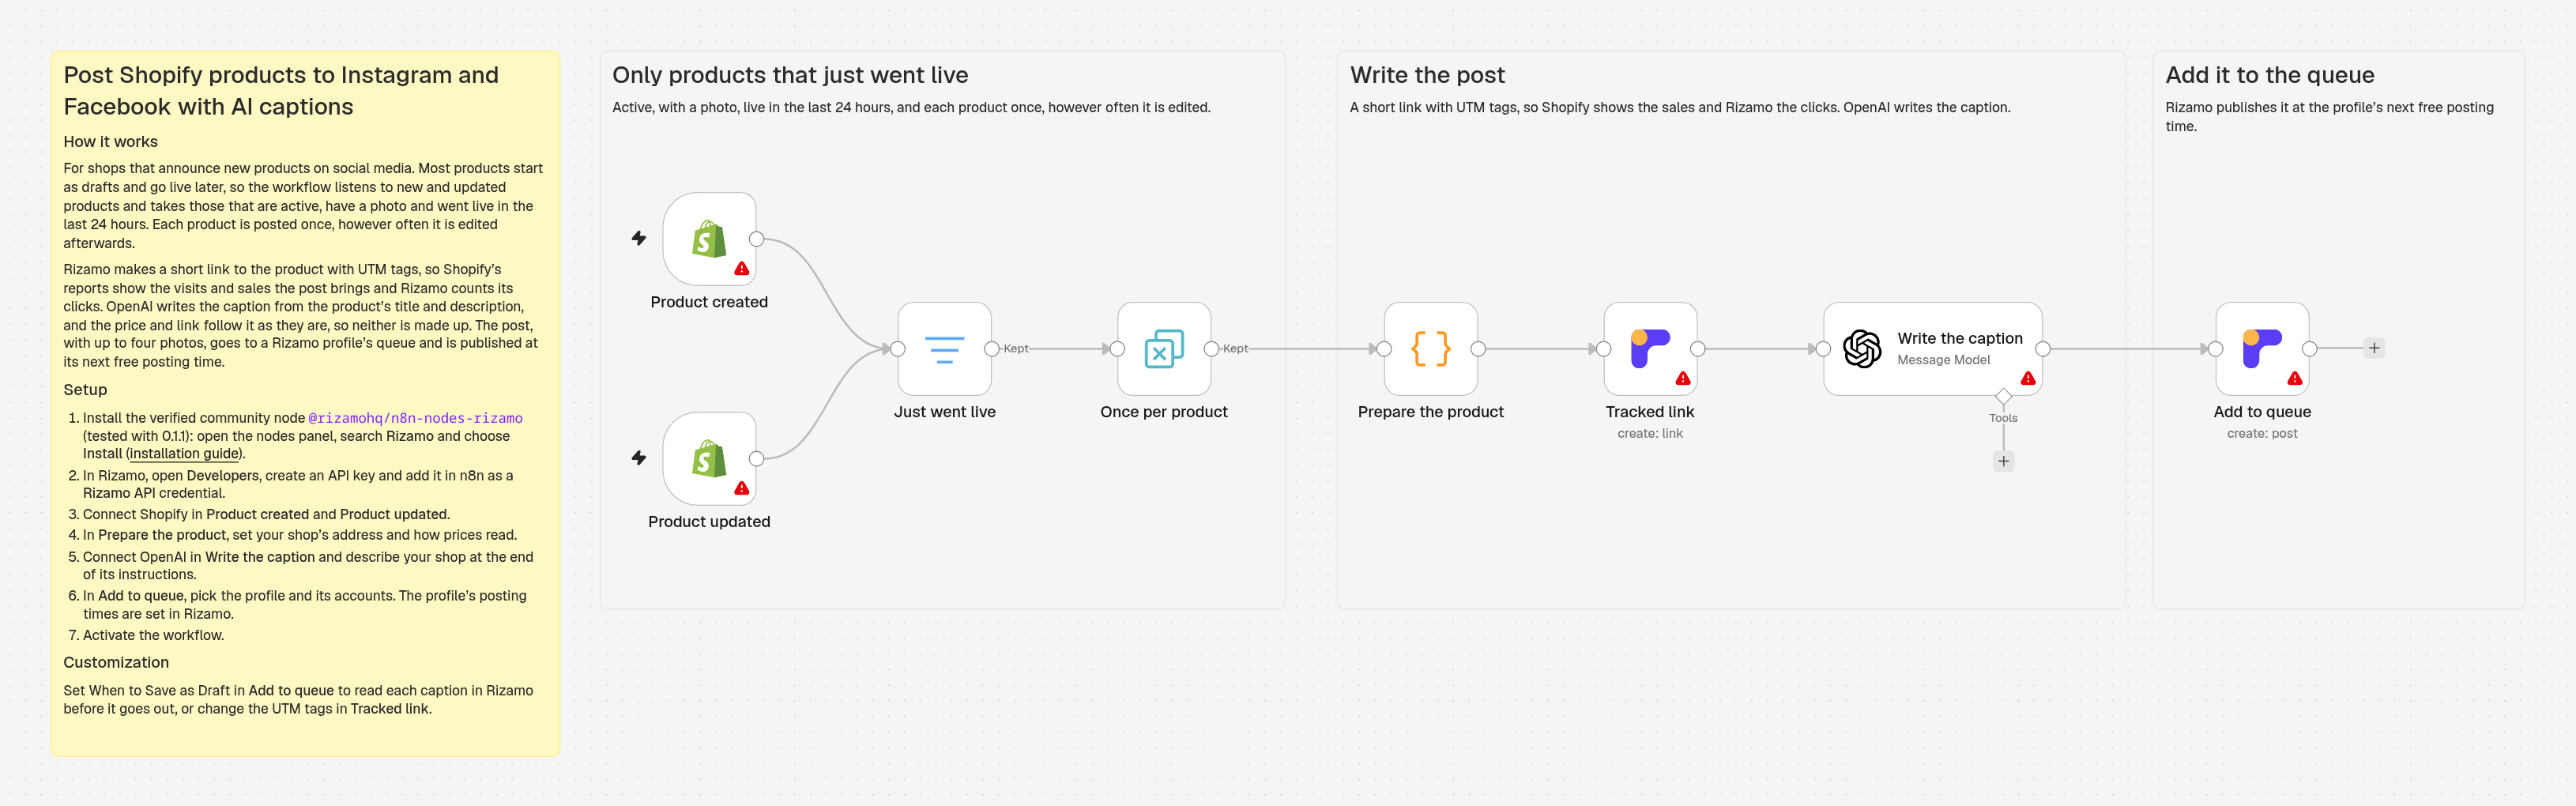 Post Shopify products to Instagram and
Facebook with AI captions
How it works
For shops that announce new products on social media. Most products start
as drafts and go live later, so the workflow listens to new and updated
products and takes those that are active, have a photo and went live in the
last 24 hours. Each product is posted once, however often it is edited
afterwards.
Rizamo makes a short link to the product with UTM tags, so Shopify's
reports show the visits and sales the post brings and Rizamo counts its
clicks. OpenAI writes the caption from the product's title and description,
and the price and link follow it as they are, so neither is made up. The post,
with up to four photos, goes to a Rizamo profile's queue and is published at
its next free posting time.
Setup
1. Install the verified community node @rizamohq/n8n-nodes-rizamo
(tested with 0.1.1): open the nodes panel, search Rizamo and choose
Install (installation guide).
2. In Rizamo, open Developers, create an API key and add it in n8n as a
Rizamo API credential.
3. Connect Shopify in Product created and Product updated.
4. In Prepare the product, set your shop's address and how prices read.
5. Connect OpenAI in Write the caption and describe your shop at the end
of its instructions.
6. In Add to queue, pick the profile and its accounts. The profile's posting
times are set in Rizamo.
7. Activate the workflow.
Customization
Set When to Save as Draft in Add to queue to read each caption in Rizamo
before it goes out, or change the UTM tags in Tracked link.
Only products that just went live
Active, with a photo, live in the last 24 hours, and each product once, however often it is edited.
Product created
Product updated
Just went live
Kept
Once per product
Kept
Write the post
A short link with UTM tags, so Shopify shows the sales and Rizamo the clicks. OpenAI writes the caption.
Prepare the product
Tracked link
create: link
Write the caption
Message Model
Tools
Add it to the queue
Rizamo publishes it at the profile's next free posting
time.
Add to queue
create: post